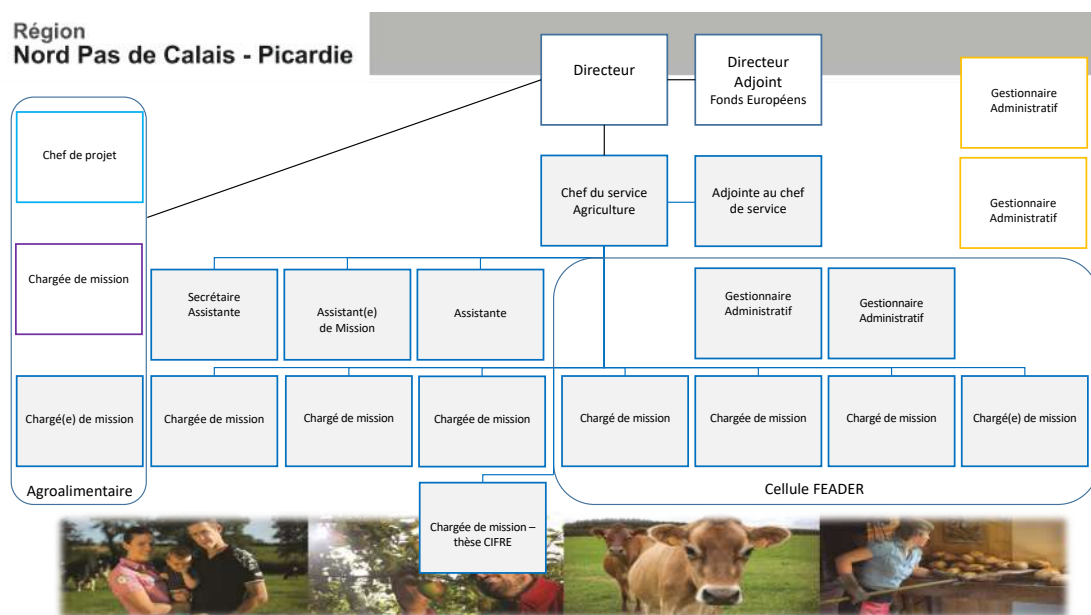 Région
Nord Pas de Calais - Picardie
Directeur
Directeur
Adjoint
Fonds Européens
Gestionnaire
Administratif
Chef de projet
Chef du service
Agriculture
Adjointe au chef
de service
Gestionnaire
Administratif
Chargée de mission
Secrétaire
Assistante
Assistant(e)
de Mission
Assistante
Gestionnaire
Administratif
Gestionnaire
Administratif
Chargé(e) de mission
Chargée de mission
Chargé de mission
Chargée de mission
Chargé de mission
Chargée de mission
Chargé de mission
Chargé(e) de mission
Agroalimentaire
Cellule FEADER
Chargée de mission –
thèse CIFRE